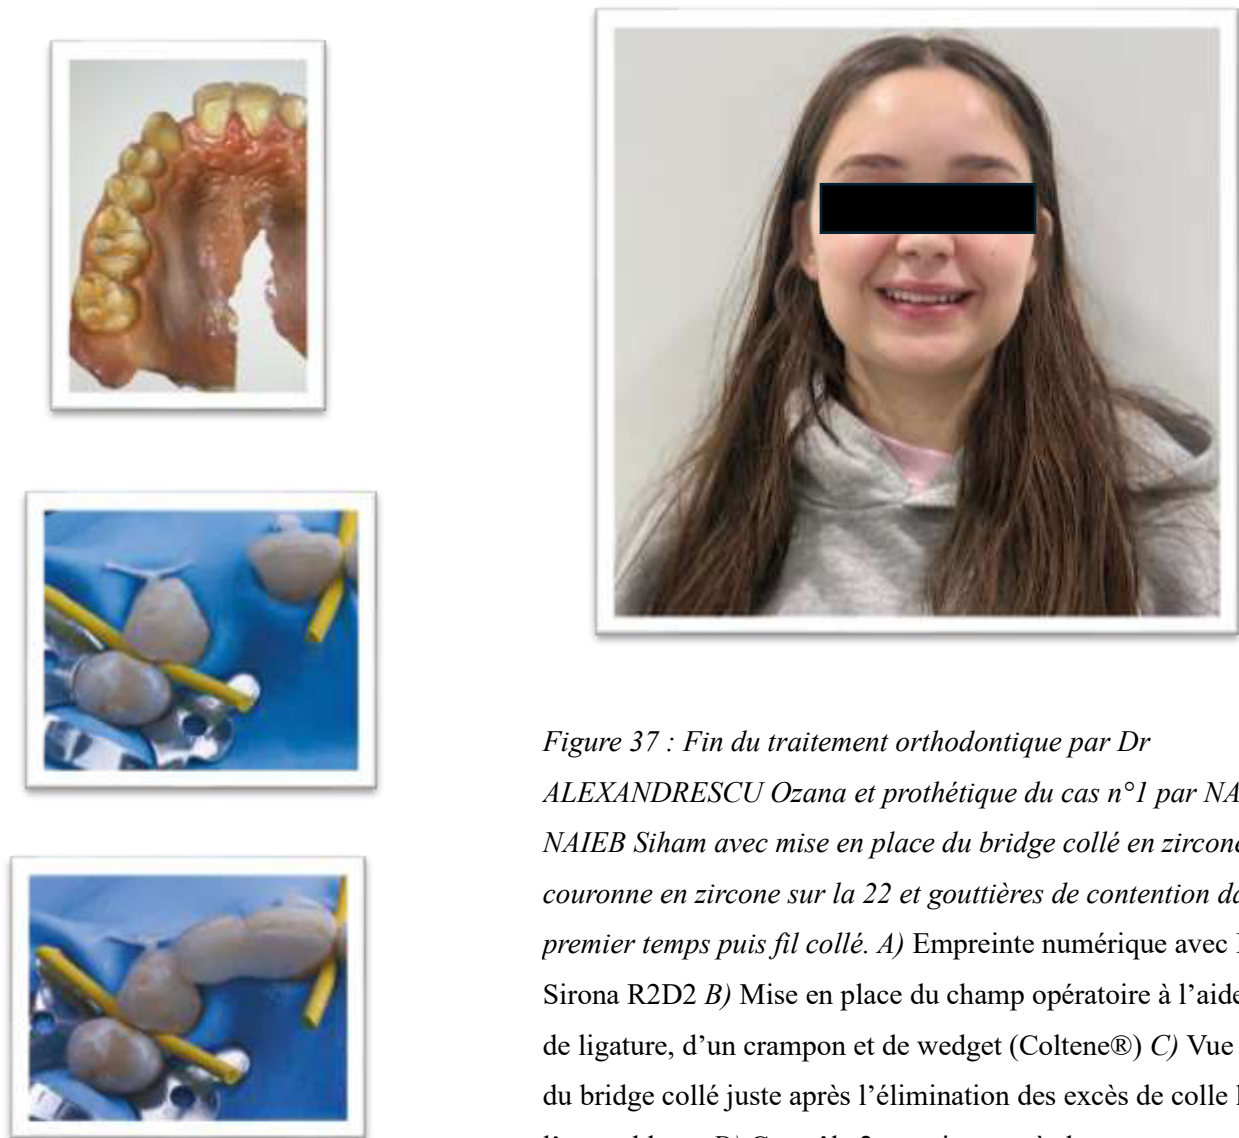 Figure 37 : Fin du traitement orthodontique par Dr
ALEXANDRESCU Ozana et prothétique du cas n°1 par
NAIEB Siham avec mise en place du bridge collé en zircone
couronne en zircone sur la 22 et gouttières de contention
premier temps puis fil collé. A) Empreinte numérique avec
Sirona R2D2 B) Mise en place du champ opératoire à l’aide
de ligature, d’un crampon et de wedget (Coltene®) C) Vue
du bridge collé juste après l’élimination des excès de colle